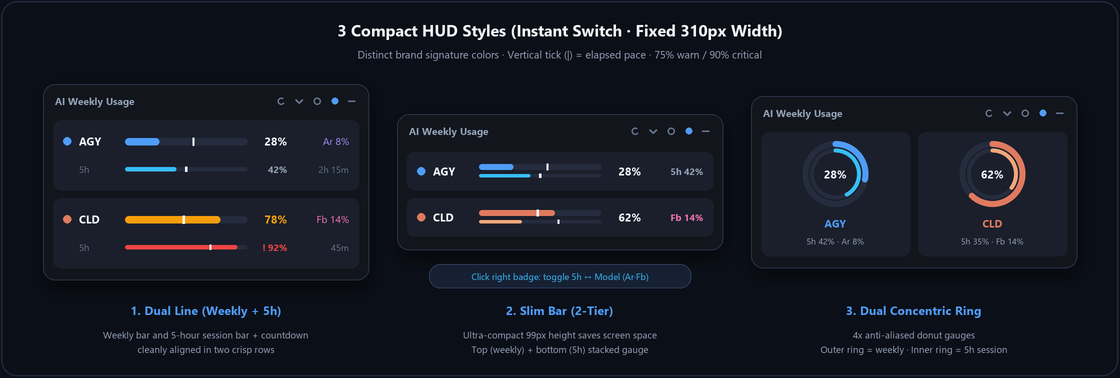 3 Compact HUD Styles (Instant Switch · Fixed 310px Width)
Distinct brand signature colors · Vertical tick (|) = elapsed pace · 75% warn / 90% critical
AI Weekly Usage
AGY 28% Ar 8%
5h 42% 2h 15m
CLD 78% Fb 14%
5h ! 92% 45m
1. Dual Line (Weekly + 5h)
Weekly bar and 5-hour session bar + countdown
cleanly aligned in two crisp rows
AI Weekly Usage
AGY 28% 5h 42%
CLD 62% Fb 14%
Click right badge: toggle 5h ↔ Model (Ar·Fb)
2. Slim Bar (2-Tier)
Ultra-compact 99px height saves screen space
Top (weekly) + bottom (5h) stacked gauge
AI Weekly Usage
28% 62%
AGY CLD
5h 42% · Ar 8% 5h 35% · Fb 14%
3. Dual Concentric Ring
4x anti-aliased donut gauges
Outer ring = weekly · Inner ring = 5h session